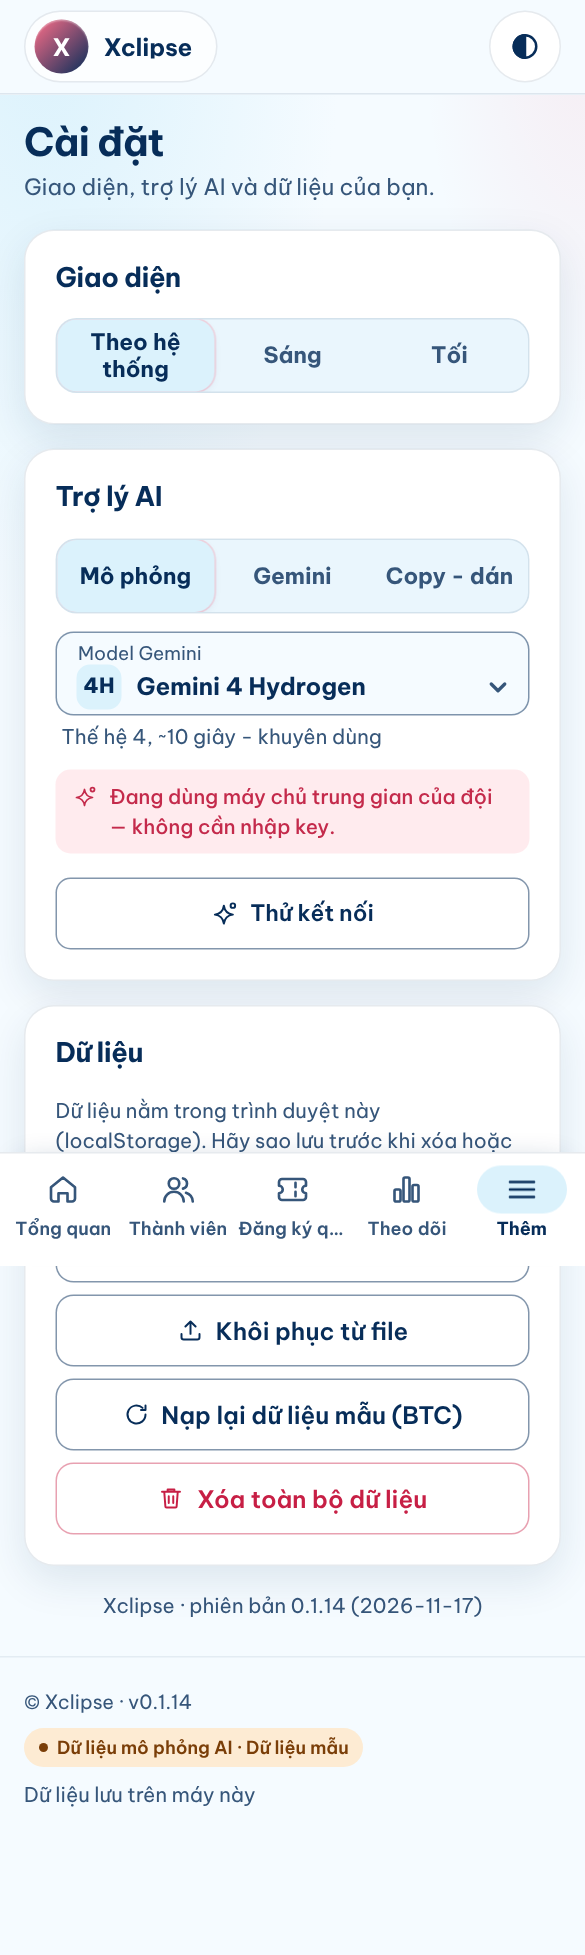 X Xclipse
Cài đặt
Giao diện, trợ lý AI và dữ liệu của bạn.
Giao diện
Theo hệ
thống
Sáng
Tối
Trợ lý AI
Mô phỏng
Gemini
Copy - dán
Model Gemini
4H Gemini 4 Hydrogen
Thế hệ 4, ~10 giây - khuyên dùng
Đang dùng máy chủ trung gian của đội
— không cần nhập key.
Thử kết nối
Dữ liệu
Dữ liệu nằm trong trình duyệt này
(localStorage). Hãy sao lưu trước khi xóa hoặc
Tổng quan
Thành viên
Đăng ký q...
Theo dõi
Thêm
Khôi phục từ file
Nạp lại dữ liệu mẫu (BTC)
Xóa toàn bộ dữ liệu
Xclipse · phiên bản 0.1.14 (2026-11-17)
© Xclipse · v0.1.14
Dữ liệu mô phỏng AI · Dữ liệu mẫu
Dữ liệu lưu trên máy này